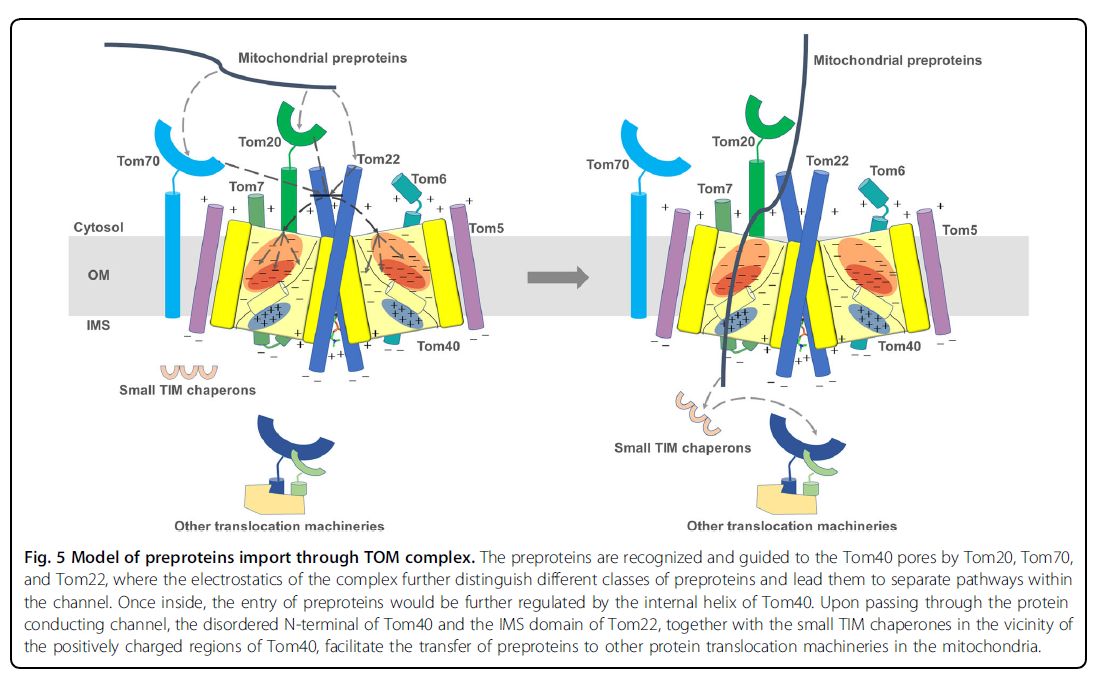 Mitochondrial preproteins
Tom20
Tom70
Tom22
Tom7
Tom6
Cytosol
Tom5
OM
IMS
Tom40
Small TIM chaperons
Other translocation machineries
Mitochondrial preproteins
Tom20
Tom70
Tom22
Tom7
Tom6
Tom5
Tom40
Small TIM chaperons
Other translocation machineries
Fig. 5 Model of preproteins import through TOM complex. The preproteins are recognized and guided to the Tom40 pores by Tom20, Tom70,
and Tom22, where the electrostatics of the complex further distinguish different classes of preproteins and lead them to separate pathways within
the channel. Once inside, the entry of preproteins would be further regulated by the internal helix of Tom40. Upon passing through the protein
conducting channel, the disordered N-terminal of Tom40 and the IMS domain of Tom22, together with the small TIM chaperones in the vicinity of
the positively charged regions of Tom40, facilitate the transfer of preproteins to other protein translocation machineries in the mitochondria.